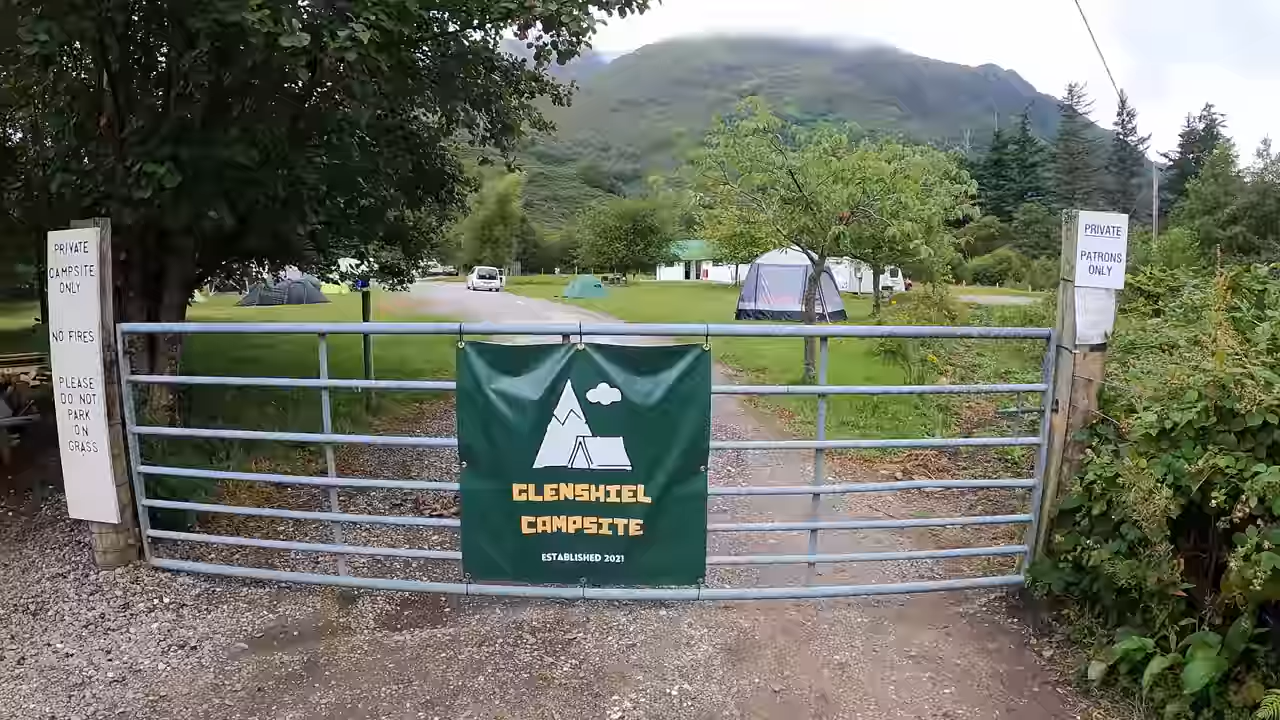 PRIVATE
CAMPSITE
ONLY
NO FIRES
PLEASE
DO NOT
PARK
ON
GRASS
GLENSHIEL
CAMPSITE
ESTABLISHED 2021
PRIVATE
PATRONS
ONLY